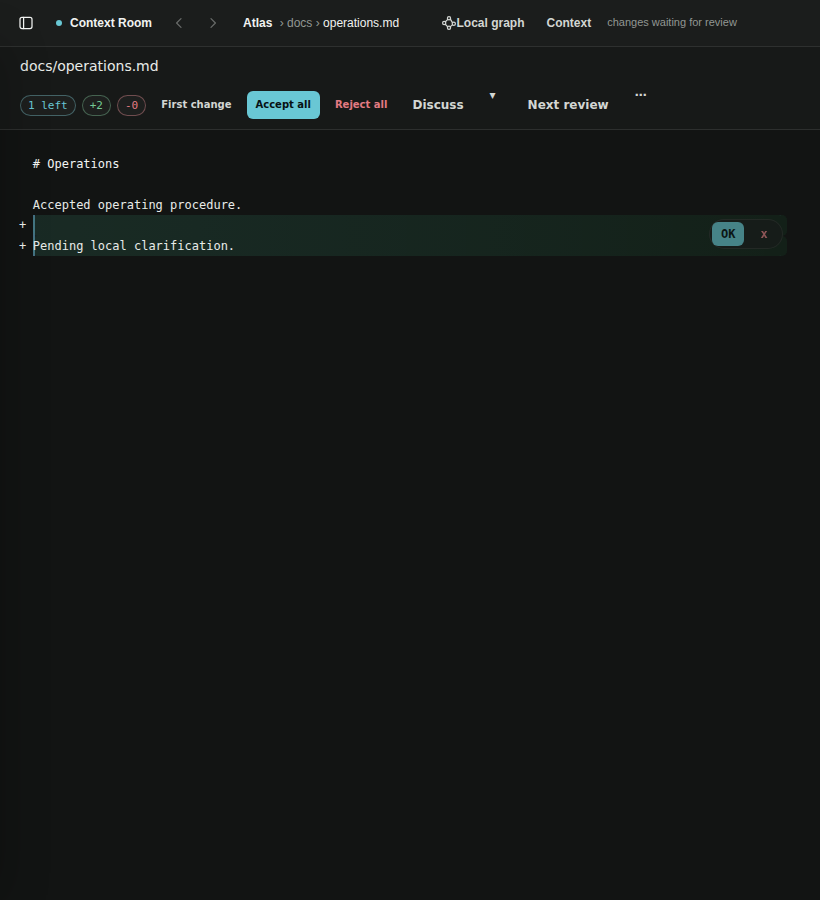 Context Room Atlas › docs › operations.md Local graph Context changes waiting for review
docs/operations.md
1 left +2 -0 First change Accept all Reject all Discuss ▾ Next review ...
# Operations
Accepted operating procedure.
+
+ Pending local clarification.
OK x